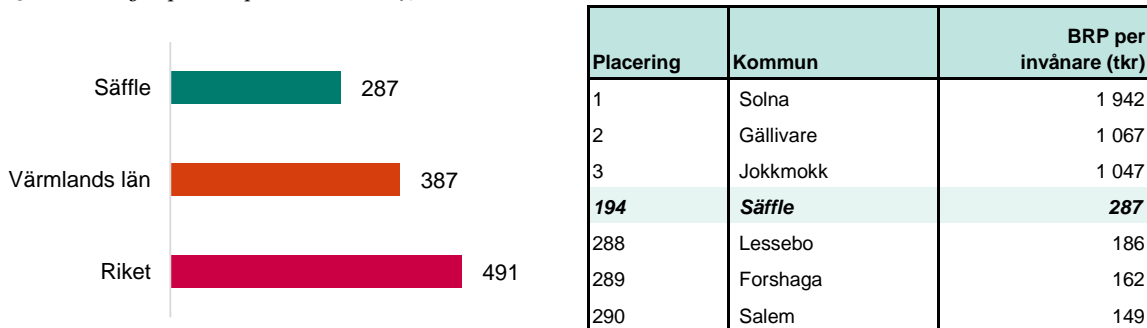 Säffle 287
Värmlands län 387
Riket 491
Placering Kommun BRP per invånare (tkr)
1 Solna 1 942
2 Gällivare 1 067
3 Jokkmokk 1 047
194 Säffle 287
288 Lessebo 186
289 Forshaga 162
290 Salem 149